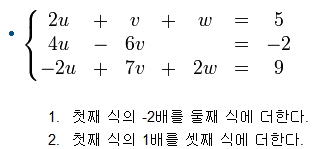 2u + v + w = 5
4u − 6v = −2
−2u + 7v + 2w = 9
1. 첫째 식의 -2배를 둘째 식에 더한다.
2. 첫째 식의 1배를 셋째 식에 더한다.